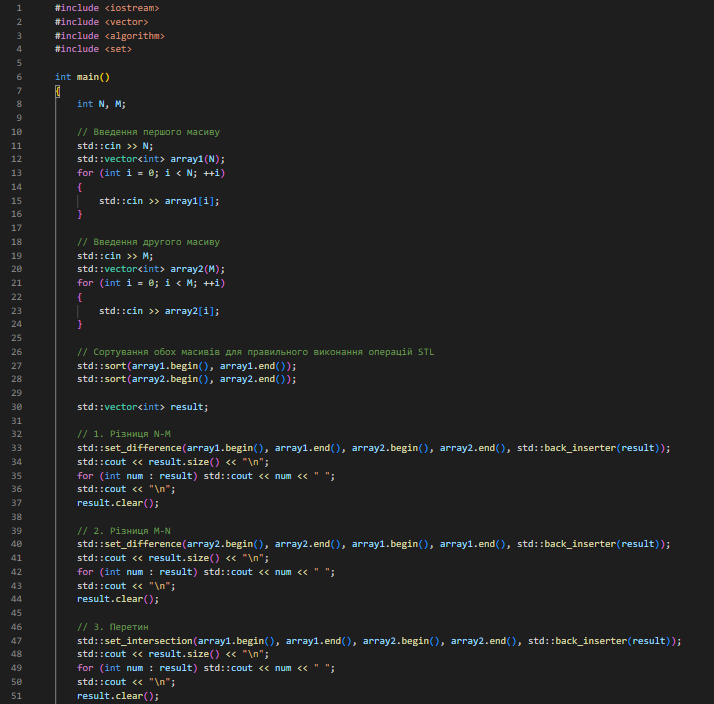 1 #include <iostream>
2 #include <vector>
3 #include <algorithm>
4 #include <set>
5
6 int main()
7 {
8 int N, M;
9
10 // Введення першого масиву
11 std::cin >> N;
12 std::vector<int> array1(N);
13 for (int i = 0; i < N; ++i)
14 {
15 std::cin >> array1[i];
16 }
17
18 // Введення другого масиву
19 std::cin >> M;
20 std::vector<int> array2(M);
21 for (int i = 0; i < M; ++i)
22 {
23 std::cin >> array2[i];
24 }
25
26 // Сортування обох масивів для правильного виконання операцій STL
27 std::sort(array1.begin(), array1.end());
28 std::sort(array2.begin(), array2.end());
29
30 std::vector<int> result;
31
32 // 1. Різниця N-M
33 std::set_difference(array1.begin(), array1.end(), array2.begin(), array2.end(), std::back_inserter(result));
34 std::cout << result.size() << "\n";
35 for (int num : result) std::cout << num << " ";
36 std::cout << "\n";
37 result.clear();
38
39 // 2. Різниця M-N
40 std::set_difference(array2.begin(), array2.end(), array1.begin(), array1.end(), std::back_inserter(result));
41 std::cout << result.size() << "\n";
42 for (int num : result) std::cout << num << " ";
43 std::cout << "\n";
44 result.clear();
45
46 // 3. Перетин
47 std::set_intersection(array1.begin(), array1.end(), array2.begin(), array2.end(), std::back_inserter(result));
48 std::cout << result.size() << "\n";
49 for (int num : result) std::cout << num << " ";
50 std::cout << "\n";
51 result.clear();